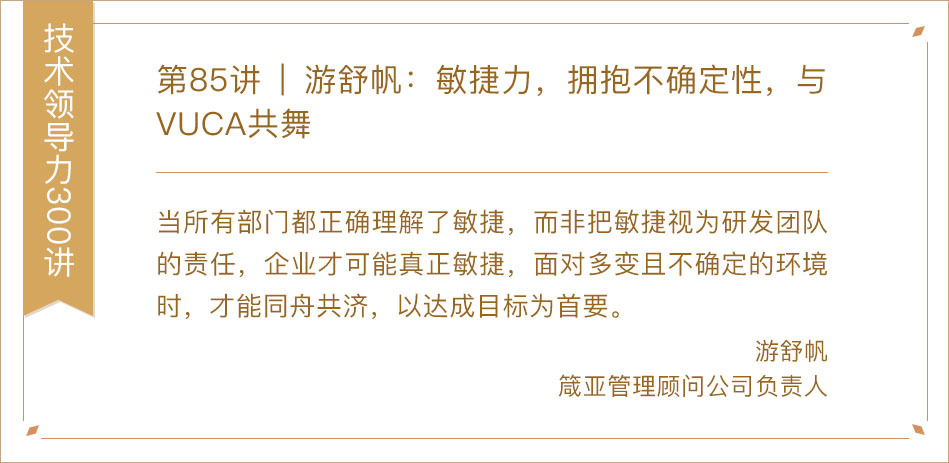 技术领导力300讲
第85讲｜游舒帆：敏捷力，拥抱不确定性，与
VUCA共舞
当所有部门都正确理解了敏捷，而非把敏捷视为研发团队
的责任，企业才可能真正敏捷，面对多变且不确定的环境
时，才能同舟共济，以达成目标为首要。
游舒帆
箴亚管理顾问公司负责人